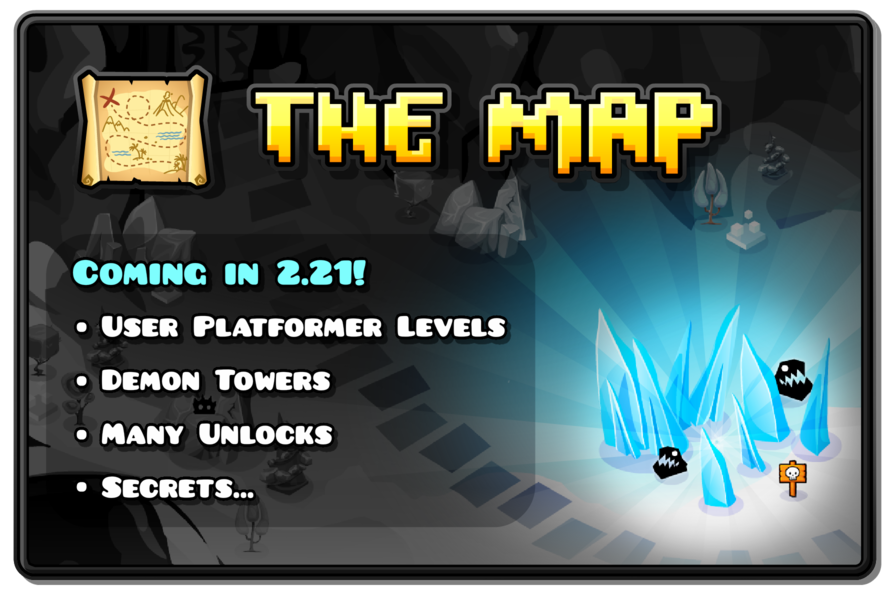 THE MAP
COMING IN 2.21!
• USER PLATFORMER LEVELS
• DEMON TOWERS
• MANY UNLOCKS
• SECRETS...